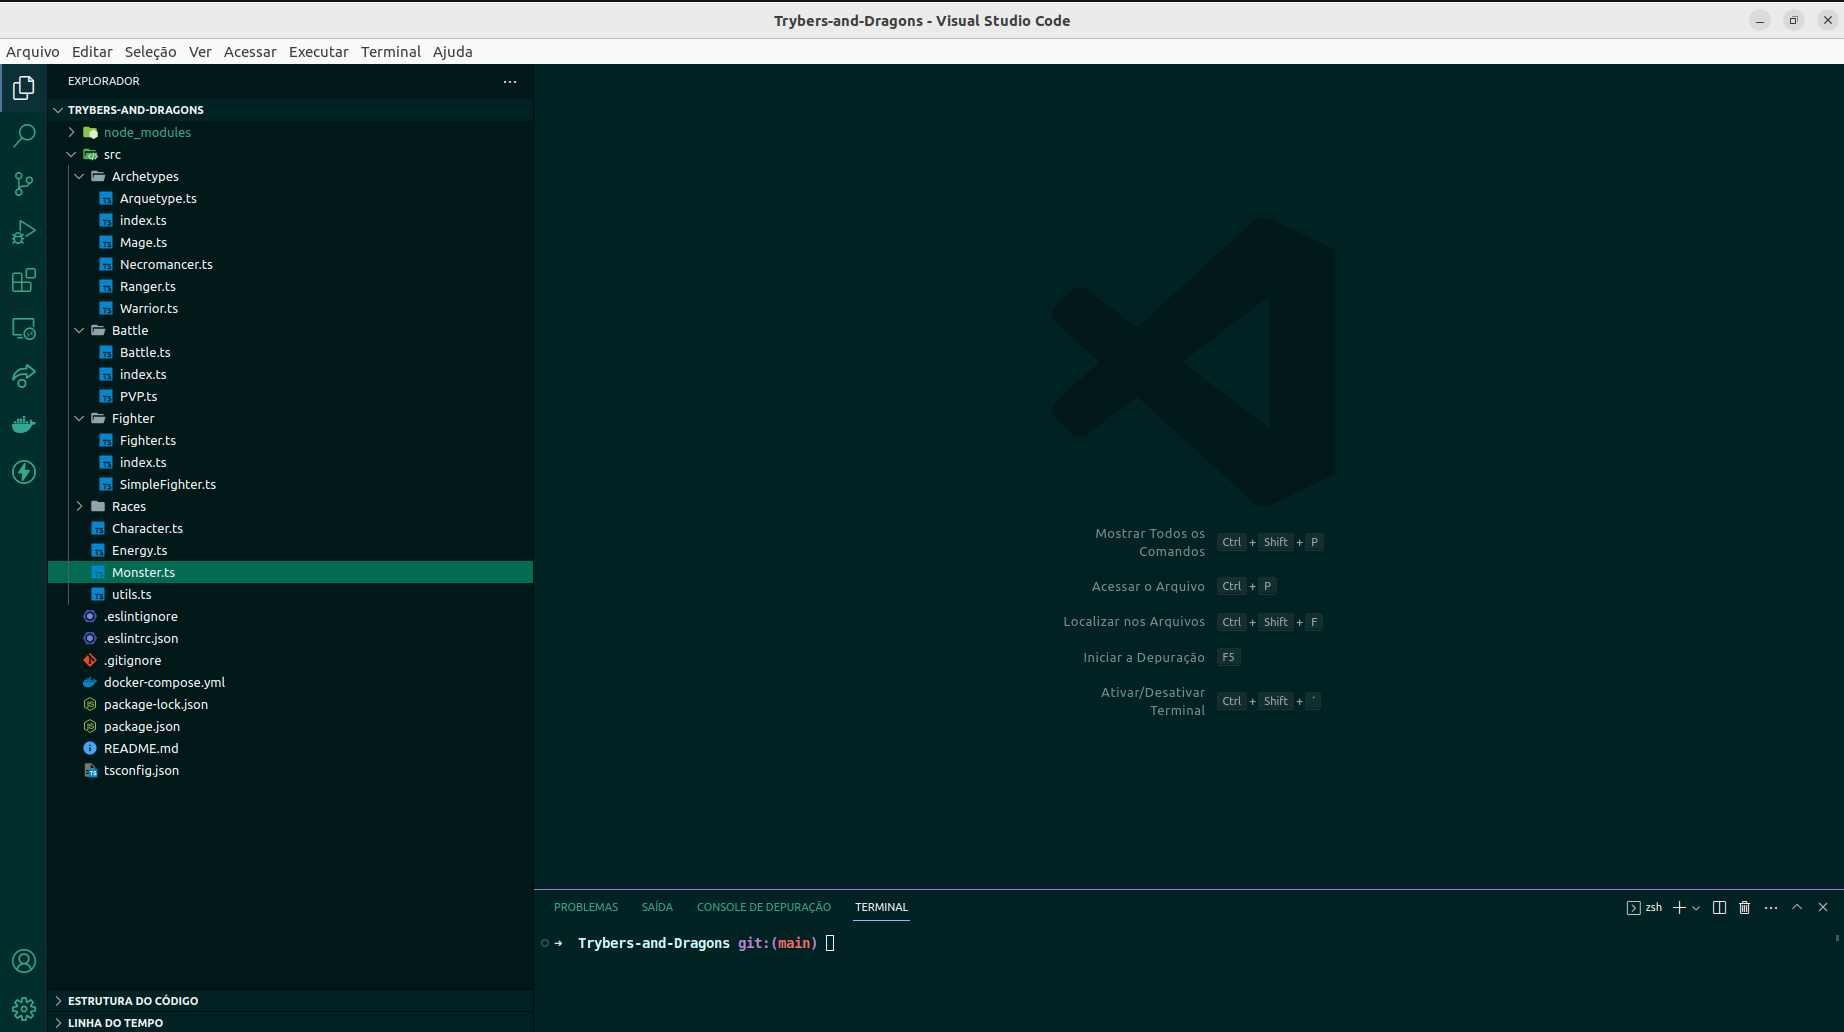 Trybers-and-Dragons - Visual Studio Code
Arquivo Editar Seleção Ver Acessar Executar Terminal Ajuda
EXPLORADOR
TRYBERS-AND-DRAGONS
node_modules
src
Archetypes
Arquetype.ts
index.ts
Mage.ts
Necromancer.ts
Ranger.ts
Warrior.ts
Battle
Battle.ts
index.ts
PVP.ts
Fighter
Fighter.ts
index.ts
SimpleFighter.ts
Races
Character.ts
Energy.ts
Monster.ts
utils.ts
.eslintignore
.eslintrc.json
.gitignore
docker-compose.yml
package-lock.json
package.json
README.md
tsconfig.json
ESTRUTURA DO CÓDIGO
LINHA DO TEMPO
Mostrar Todos os
Comandos
Ctrl + Shift + P
Acessar o Arquivo Ctrl + P
Localizar nos Arquivos Ctrl + Shift + F
Iniciar a Depuração F5
Ativar/Desativar
Terminal
Ctrl + Shift + ´
PROBLEMAS SAÍDA CONSOLE DE DEPURAÇÃO TERMINAL zsh
➜ Trybers-and-Dragons git:(main)